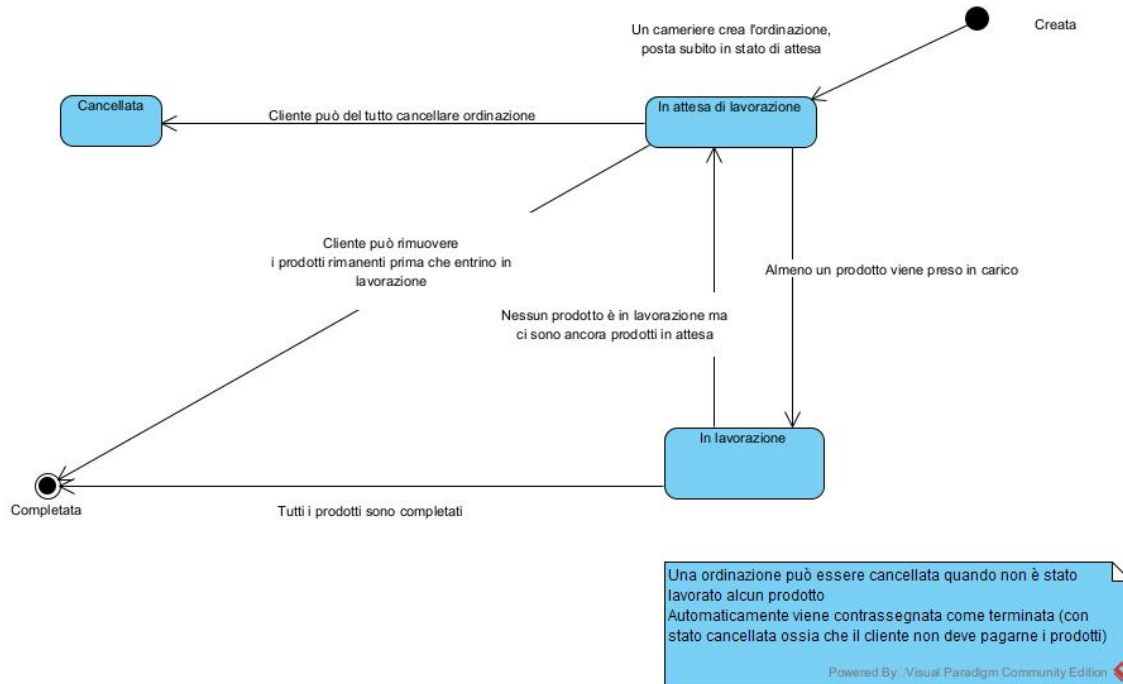 Un cameriere crea l'ordinazione,
posta subito in stato di attesa
Creata
Cancellata
Cliente può del tutto cancellare ordinazione
In attesa di lavorazione
Cliente può rimuovere
i prodotti rimanenti prima che entrino in
lavorazione
Almeno un prodotto viene preso in carico
Nessun prodotto è in lavorazione ma
ci sono ancora prodotti in attesa
In lavorazione
Completata
Tutti i prodotti sono completati
Una ordinazione può essere cancellata quando non è stato
lavorato alcun prodotto
Automaticamente viene contrassegnata come terminata (con
stato cancellata ossia che il cliente non deve pagarne i prodotti)
Powered By: Visual Paradigm Community Edition